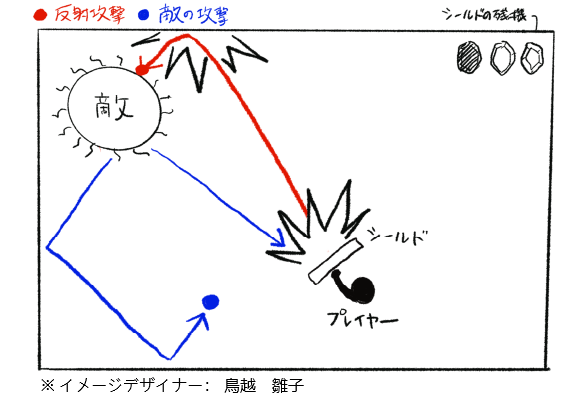 ● 反射攻撃 ● 敵の攻撃
シールドの残機
敵
シールド
プレイヤー
※イメージデザイナー： 鳥越 雛子